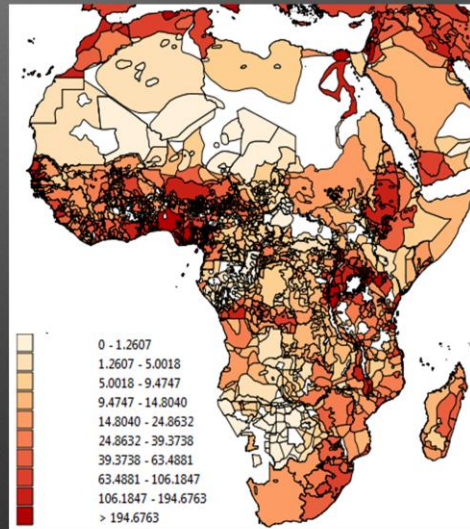 0 - 1.2607
1.2607 - 5.0018
5.0018 - 9.4747
9.4747 - 14.8040
14.8040 - 24.8632
24.8632 - 39.3738
39.3738 - 63.4881
63.4881 - 106.1847
106.1847 - 194.6763
> 194.6763